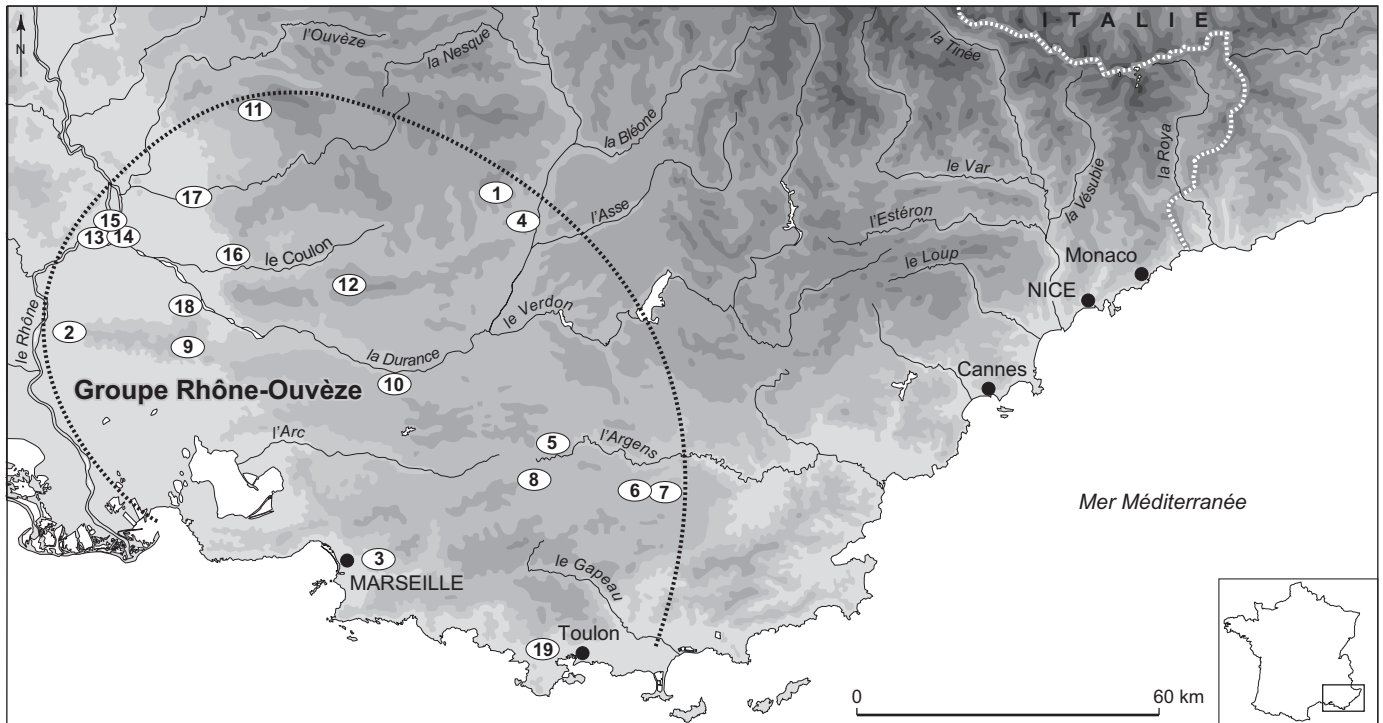 ITALIE
N
l'Ouvèze
la Nesque
la Tinée
11
la Bléone
la Vésubie
la Roya
le Var
1
17
l'Asse
4
15
l'Estéron
13
14
16
le Coulon
le Loup
Monaco
12
NICE
18
le Verdon
le Rhône
2
9
la Durance
Cannes
Groupe Rhône-Ouvèze
10
l'Arc
5
l'Argens
8
6
7
Mer Méditerranée
3
MARSEILLE
le Gapeau
19
Toulon
0
60 km